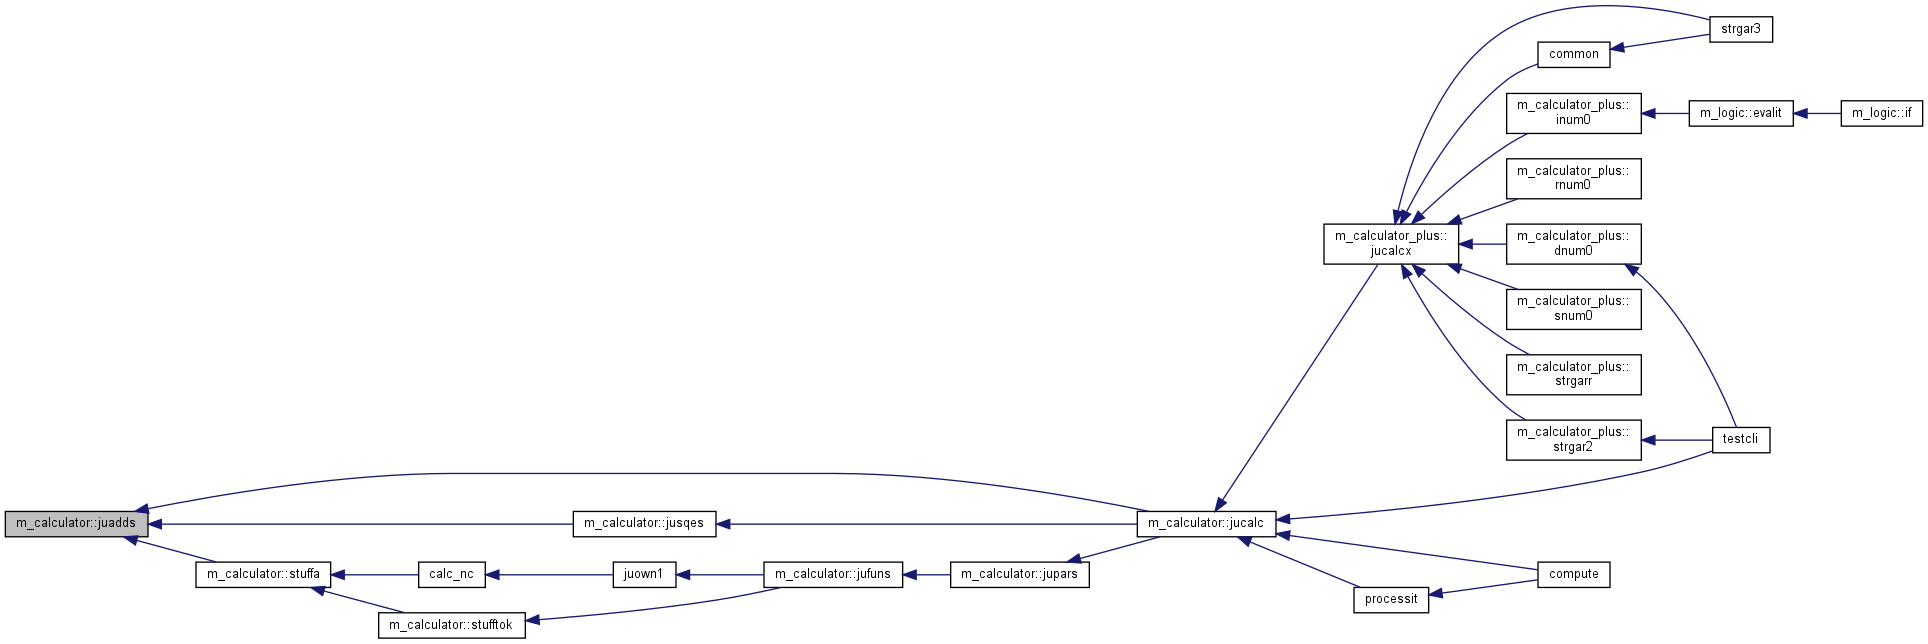 strgar3
common
m_calculator_plus::
inum0
m_logic::evalit
m_logic::if
m_calculator_plus::
rnum0
m_calculator_plus::
jucalcx
m_calculator_plus::
dnum0
m_calculator_plus::
snum0
m_calculator_plus::
strgarr
m_calculator_plus::
strgar2
testcli
m_calculator::juadds
m_calculator::jusqes
m_calculator::jucalc
m_calculator::stuffa
calc_nc
juown1
m_calculator::jufuns
m_calculator::jupars
compute
processit
m_calculator::stufftok